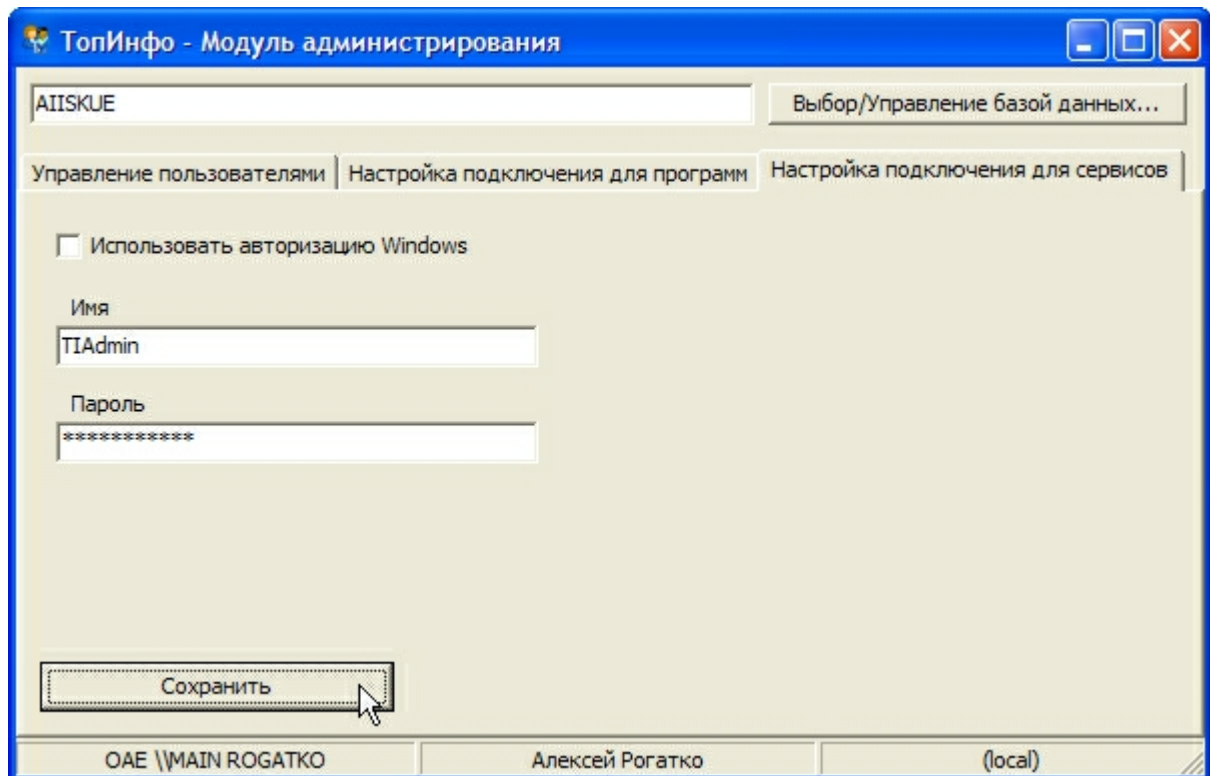 ТопИнфо - Модуль администрирования
AIISKUE
Выбор/Управление базой данных...
Управление пользователями Настройка подключения для программ Настройка подключения для сервисов
Использовать авторизацию Windows
Имя
TIAdmin
Пароль
***********
Сохранить
OAE \\MAIN ROGATKO Алексей Рогатко (local)